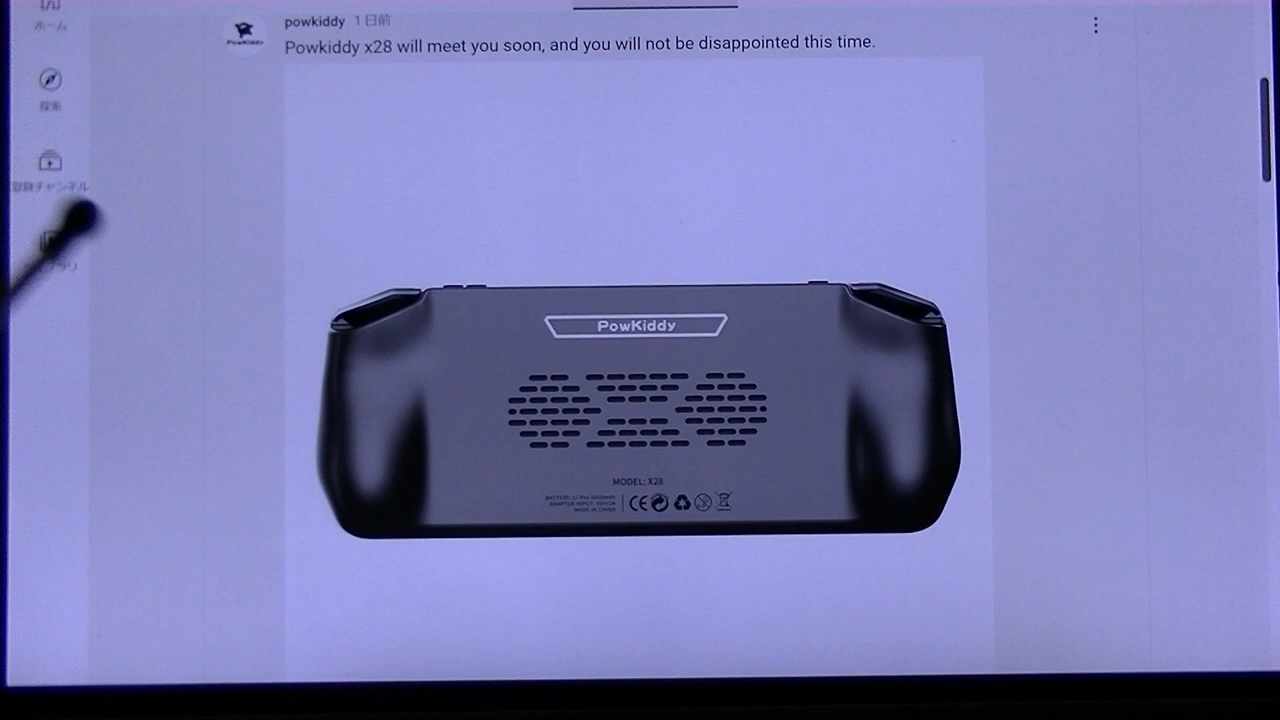 ホーム
探索
登録チャンネル
powkiddy 1 日前
PowKiddy
Powkiddy x28 will meet you soon, and you will not be disappointed this time.
PowKiddy
MODEL: X28
MADE IN CHINA